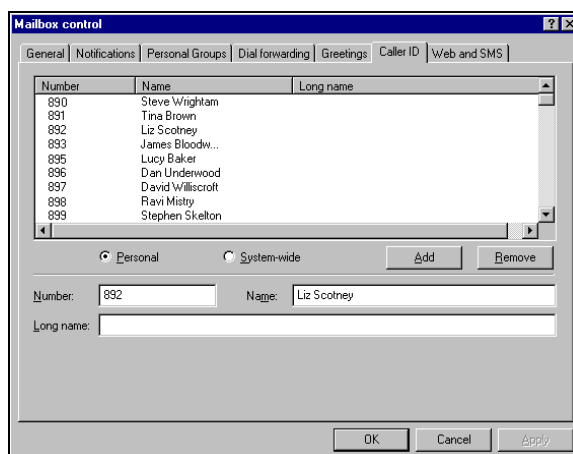 Mailbox control
General Notifications Personal Groups Dial forwarding Greetings Caller ID Web and SMS
Number Name Long name
890 Steve Wrightam
891 Tina Brown
892 Liz Scotney
893 James Bloodw...
895 Lucy Baker
896 Dan Underwood
897 David Williscroft
898 Ravi Mistry
899 Stephen Skelton
Personal System-wide Add Remove
Number: 892 Name: Liz Scotney
Long name:
OK Cancel Apply